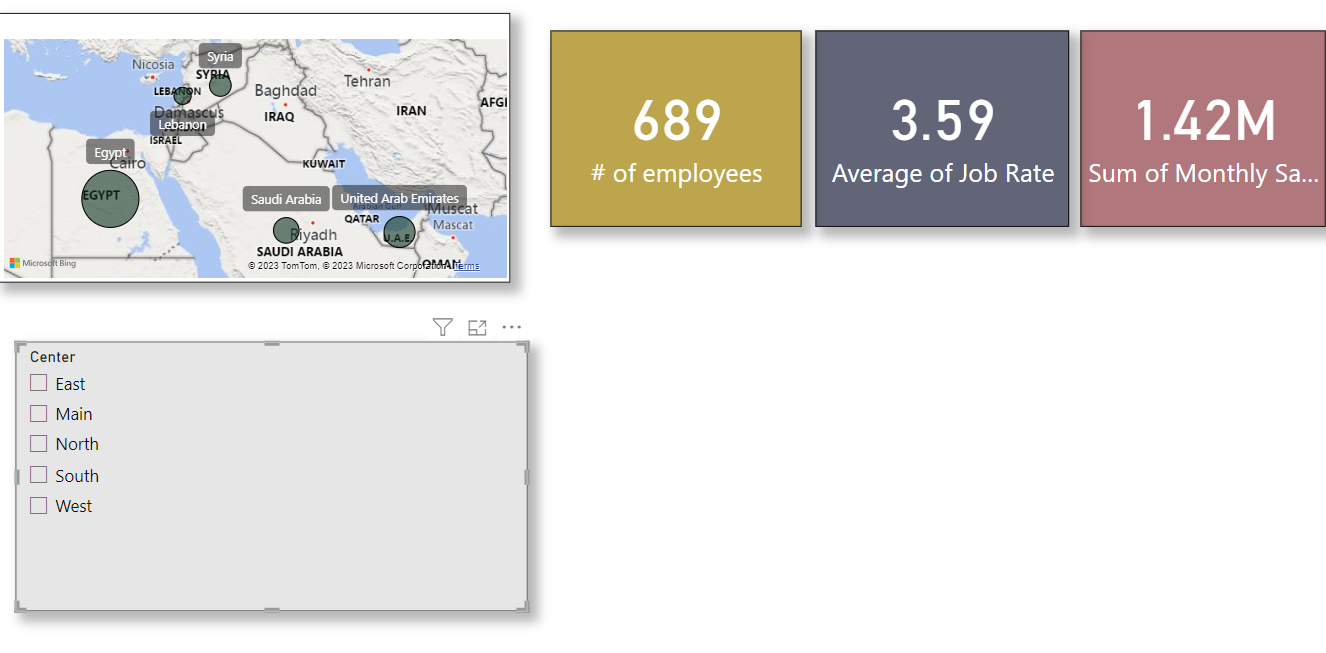 Syria
Nicosia
SYRIA
Tehran
LEBANON
Baghdad
AFGI
Damascus
IRAN
IRAQ
Lebanon
ISRAEL
Egypt
Cairo
KUWAIT
EGYPT
Saudi Arabia
United Arab Emirates
Muscat
QATAR
Mascat
Riyadh
U.A.E.
SAUDI ARABIA
OMAN
Microsoft Bing
© 2023 TomTom, © 2023 Microsoft Corporation Terms
689
# of employees
3.59
Average of Job Rate
1.42M
Sum of Monthly Sa...
Center
East
Main
North
South
West